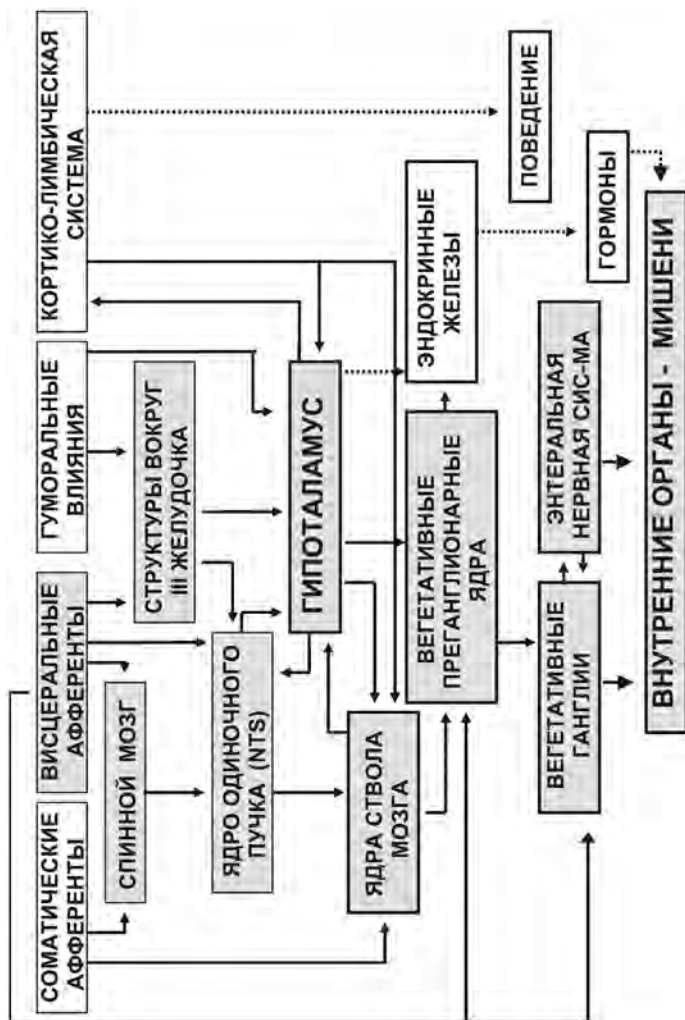 СОМАТИЧЕСКИЕ
АФФЕРЕНТЫ
ВИСЦЕРАЛЬНЫЕ
АФФЕРЕНТЫ
ГУМОРАЛЬНЫЕ
ВЛИЯНИЯ
КОРТИКО-ЛИМБИЧЕСКАЯ
СИСТЕМА
СПИННОЙ МОЗГ
СТРУКТУРЫ ВОКРУГ
III ЖЕЛУДОЧКА
ЯДРО ОДИНОЧНОГО
ПУЧКА (NTS)
ГИПОТАЛАМУС
ЯДРА СТВОЛА
МОЗГА
ВЕГЕТАТИВНЫЕ
ПРЕГАНГЛИОНАРНЫЕ
ЯДРА
ЭНДОКРИННЫЕ
ЖЕЛЕЗЫ
ПОВЕДЕНИЕ
ВЕГЕТАТИВНЫЕ
ГАНГЛИИ
ЭНТЕРАЛЬНАЯ
НЕРВНАЯ СИС-МА
ГОРМОНЫ
ВНУТРЕННИЕ ОРГАНЫ - МИШЕНИ